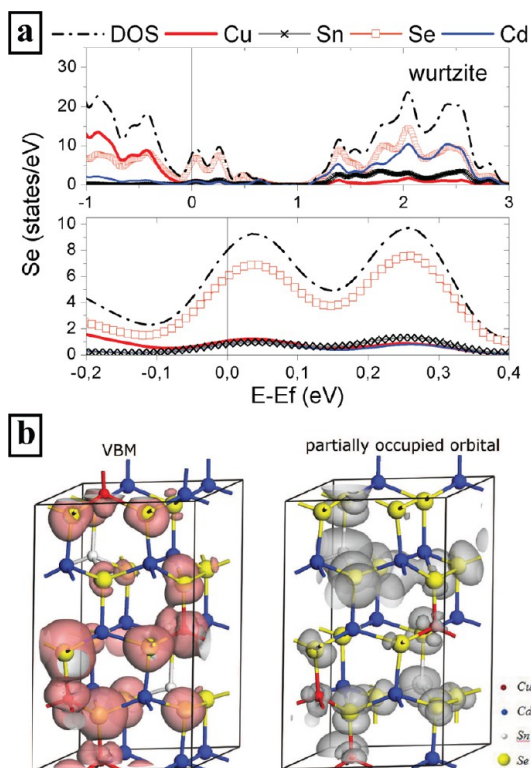 a
DOS Cu Sn Se Cd
wurtzite
30
20
10
0
-1 0 1 2 3
Se (states/eV)
10
8
6
4
2
0
-0,2 -0,1 0,0 0,1 0,2 0,3 0,4
E-Ef (eV)
b
VBM
partially occupied orbital
Cu
Cd
Sn
Se